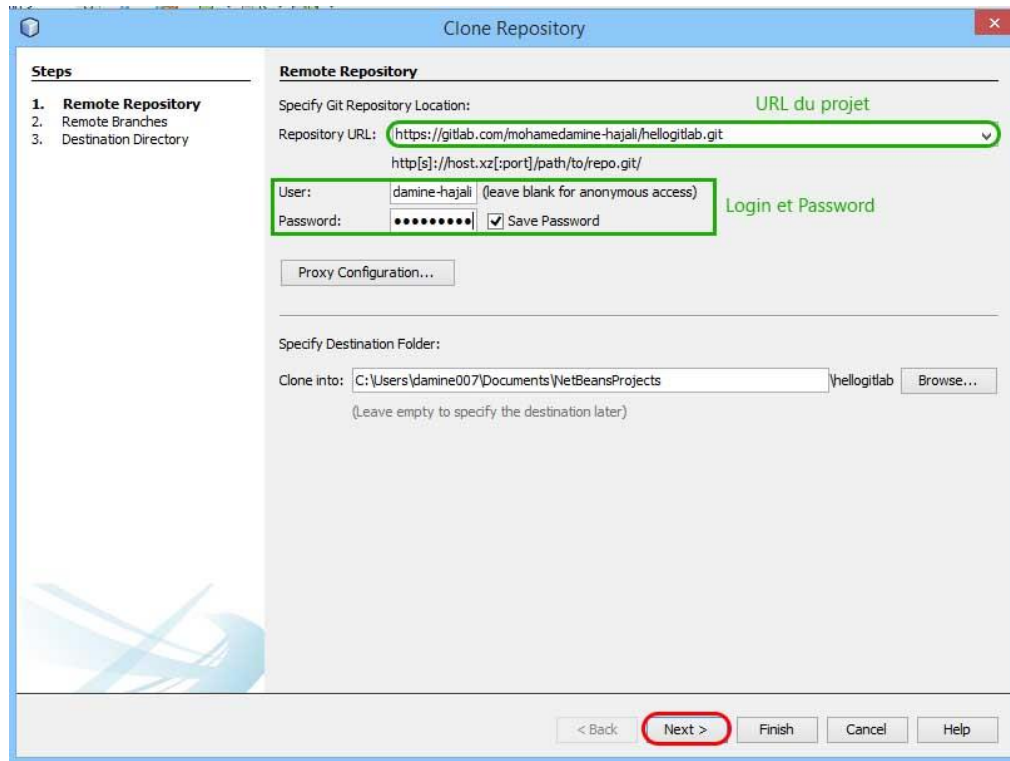 Clone Repository
Steps
1. Remote Repository
2. Remote Branches
3. Destination Directory
Remote Repository
Specify Git Repository Location:
URL du projet
Repository URL: https://gitlab.com/mohamedamine-hajali/hellogitlab.git
http[s]://host.xz[:port]/path/to/repo.git/
User: damine-hajali (leave blank for anonymous access)
Login et Password
Password: ●●●●●●●●● Save Password
Proxy Configuration...
Specify Destination Folder:
Clone into: C:\Users\damine007\Documents\NetBeansProjects \hellogitlab Browse...
(Leave empty to specify the destination later)
< Back Next > Finish Cancel Help